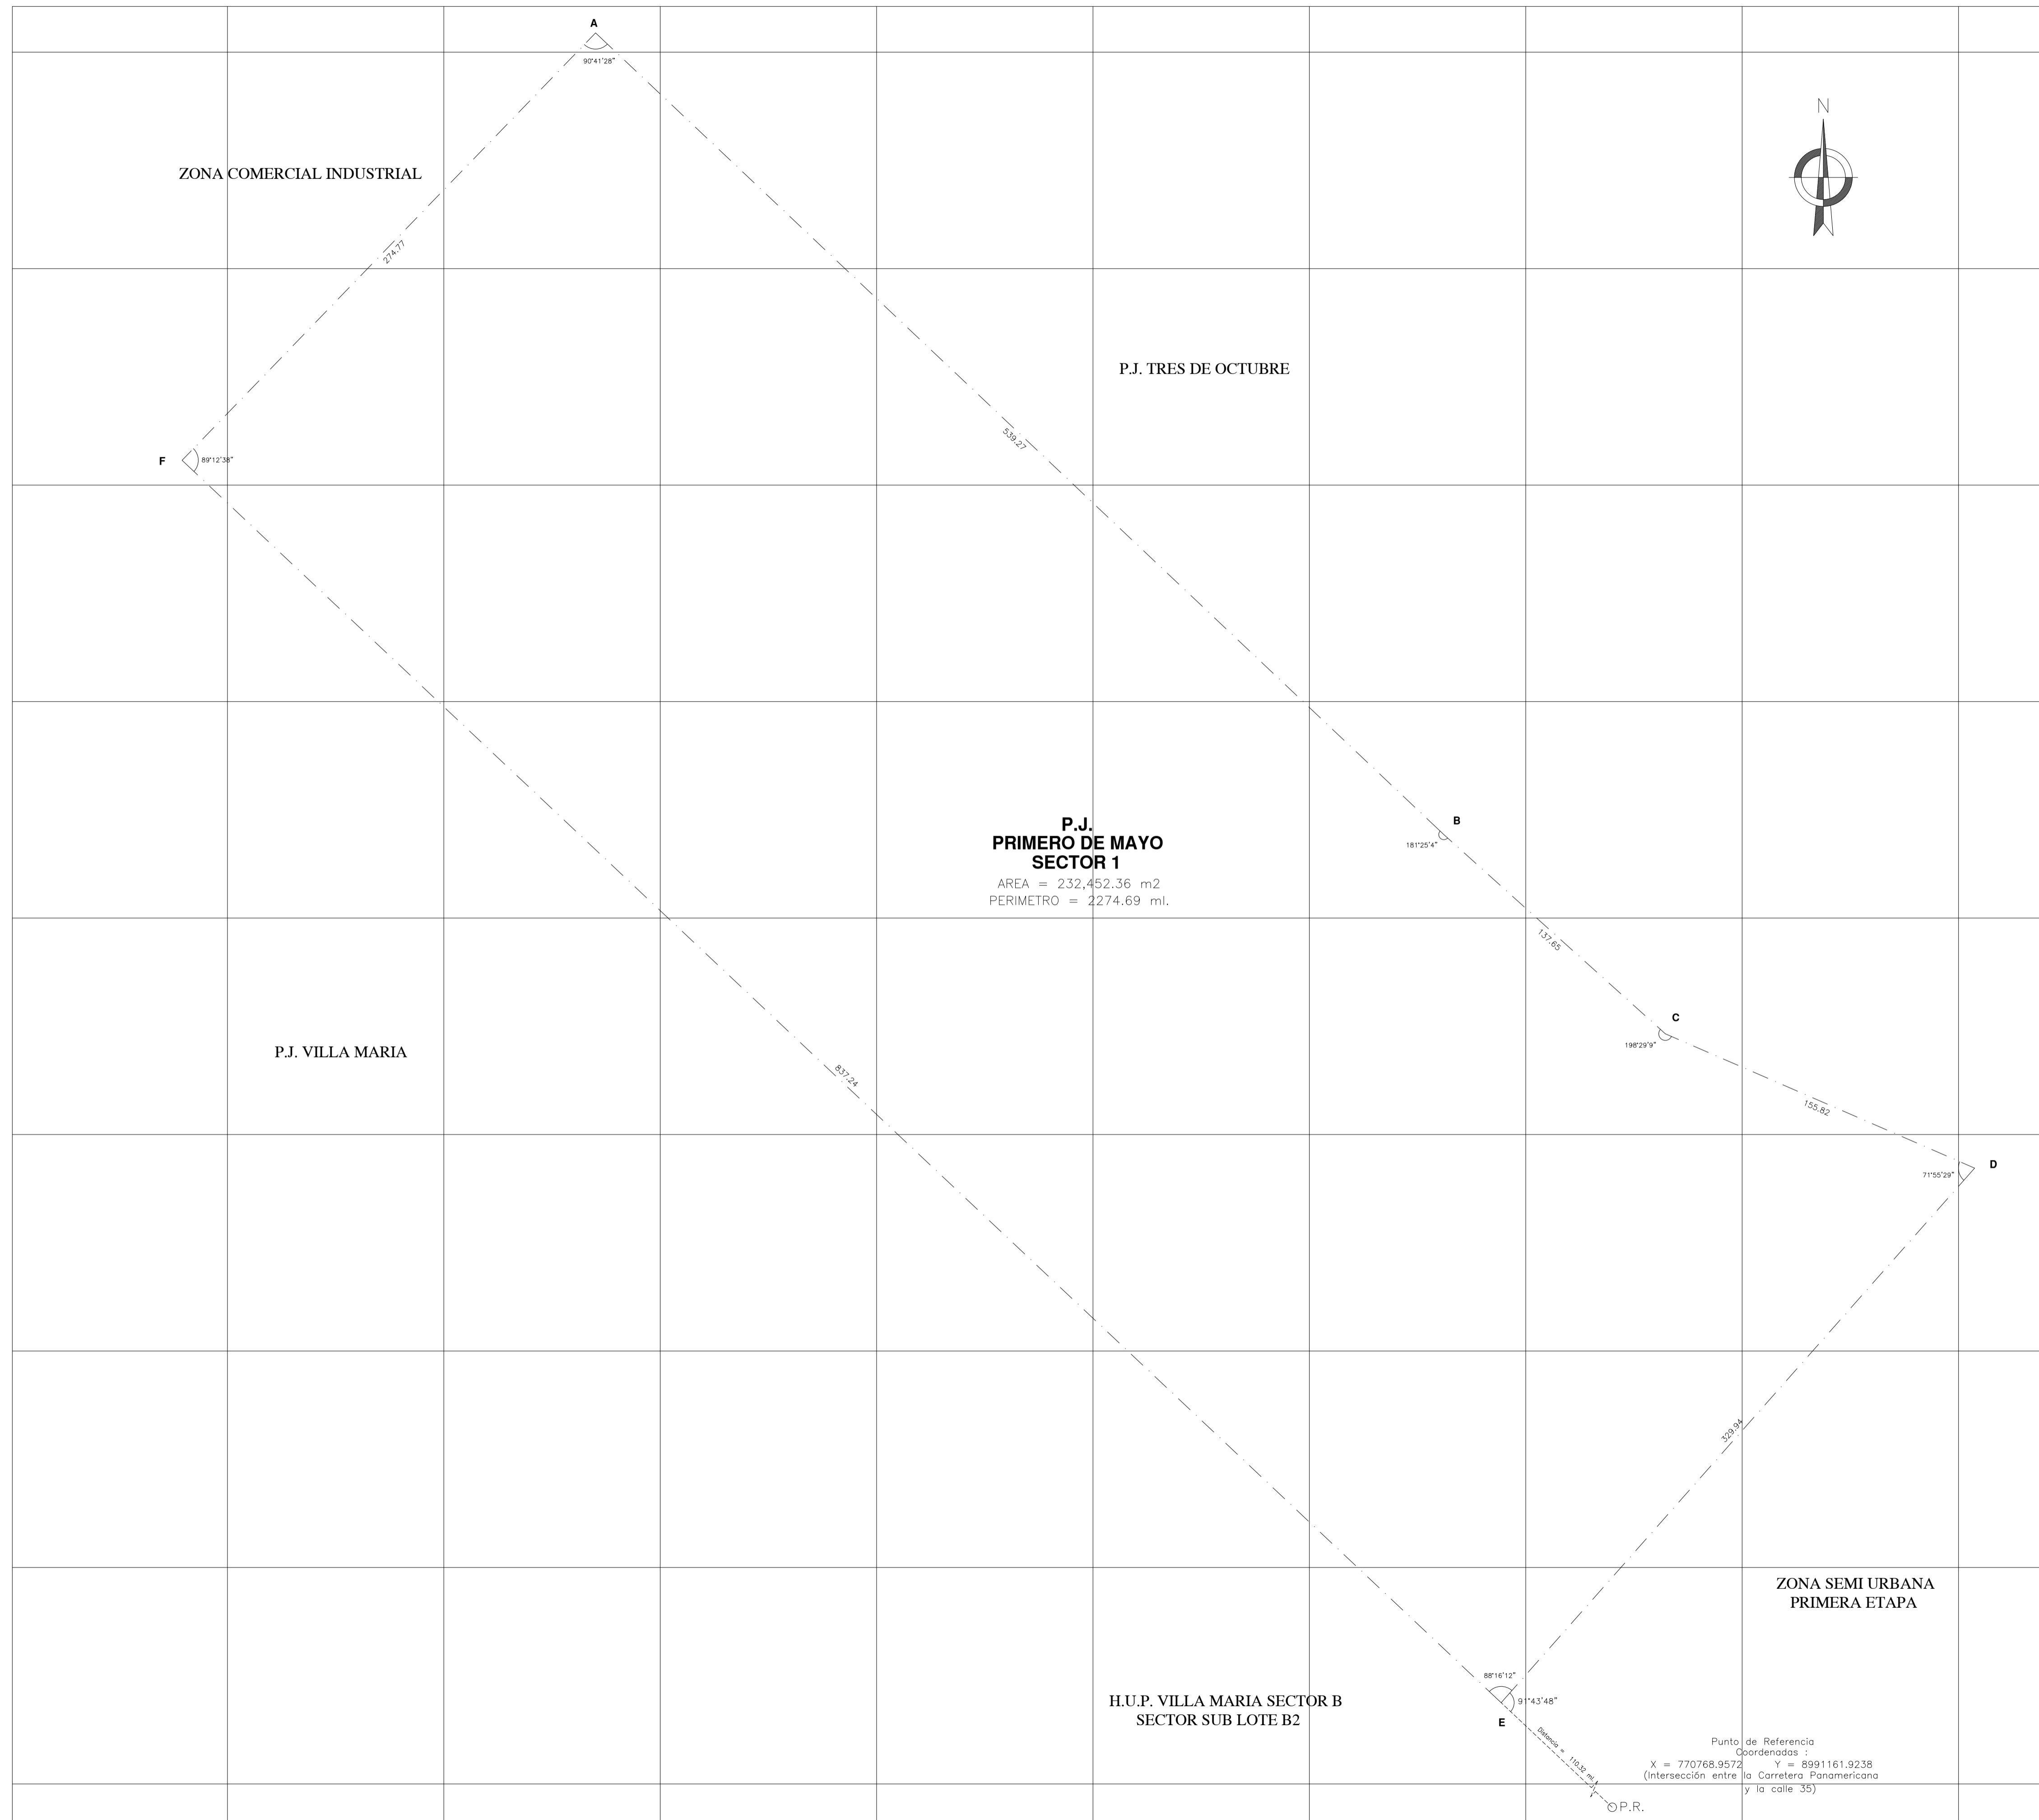 A
90°41'28"
N
ZONA COMERCIAL INDUSTRIAL
274.77
P.J. TRES DE OCTUBRE
539.27
F
89°12'38"
B
181°25'4"
P.J.
PRIMERO DE MAYO
SECTOR 1
AREA = 232,452.36 m2
PERIMETRO = 2274.69 ml.
137.65
C
198°29'9"
P.J. VILLA MARIA
837.24
155.82
D
71°55'29"
329.94
ZONA SEMI URBANA
PRIMERA ETAPA
88°16'12"
91°43'48"
E
H.U.P. VILLA MARIA SECTOR B
SECTOR SUB LOTE B2
Distancia = 110.32 ml.
Punto de Referencia
Coordenadas :
X = 770768.9572 Y = 8991161.9238
(Intersección entre la Carretera Panamericana
y la calle 35)
P.R.